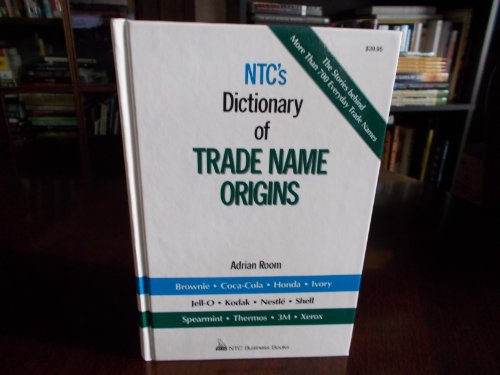 $39.95
The Stories behind
More Than 700 Everyday Trade Names
NTC's
Dictionary
of
TRADE NAME
ORIGINS
Adrian Room
Brownie • Coca-Cola • Honda • Ivory
Jell-O • Kodak • Nestlé • Shell
Spearmint • Thermos • 3M • Xerox
NTC Business Books